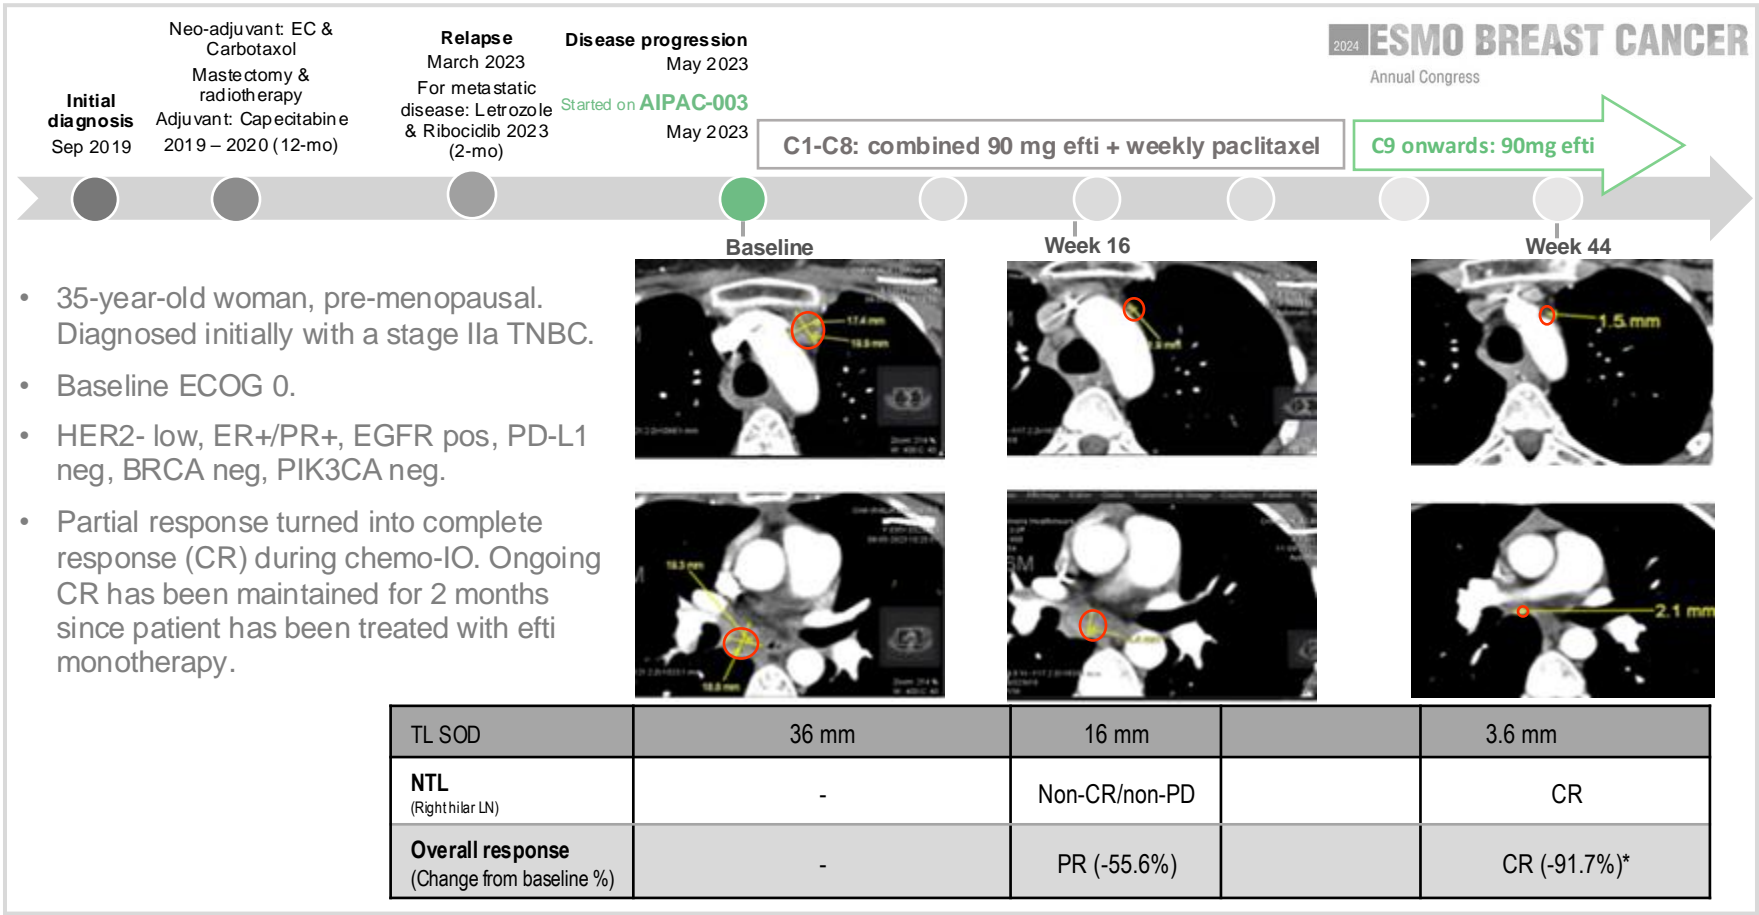 2024 ESMO BREAST CANCER
Annual Congress
Initial
diagnosis
Sep 2019
Neo-adjuvant: EC &
Carbotaxol
Mastectomy &
radiotherapy
Adjuvant: Capecitabine
2019 – 2020 (12-mo)
Relapse
March 2023
For metastatic
disease: Letrozole
& Ribociclib 2023
(2-mo)
Disease progression
May 2023
Started on AIPAC-003
May 2023
C1-C8: combined 90 mg efti + weekly paclitaxel
C9 onwards: 90mg efti
Baseline
Week 16
Week 44
• 35-year-old woman, pre-menopausal.
Diagnosed initially with a stage IIa TNBC.
• Baseline ECOG 0.
• HER2- low, ER+/PR+, EGFR pos, PD-L1
neg, BRCA neg, PIK3CA neg.
• Partial response turned into complete
response (CR) during chemo-IO. Ongoing
CR has been maintained for 2 months
since patient has been treated with efti
monotherapy.
17.4 mm
1.5 mm
2.1 mm
TL SOD 36 mm 16 mm 3.6 mm
NTL
(Right hilar LN)
- Non-CR/non-PD CR
Overall response
(Change from baseline %)
- PR (-55.6%) CR (-91.7%)*